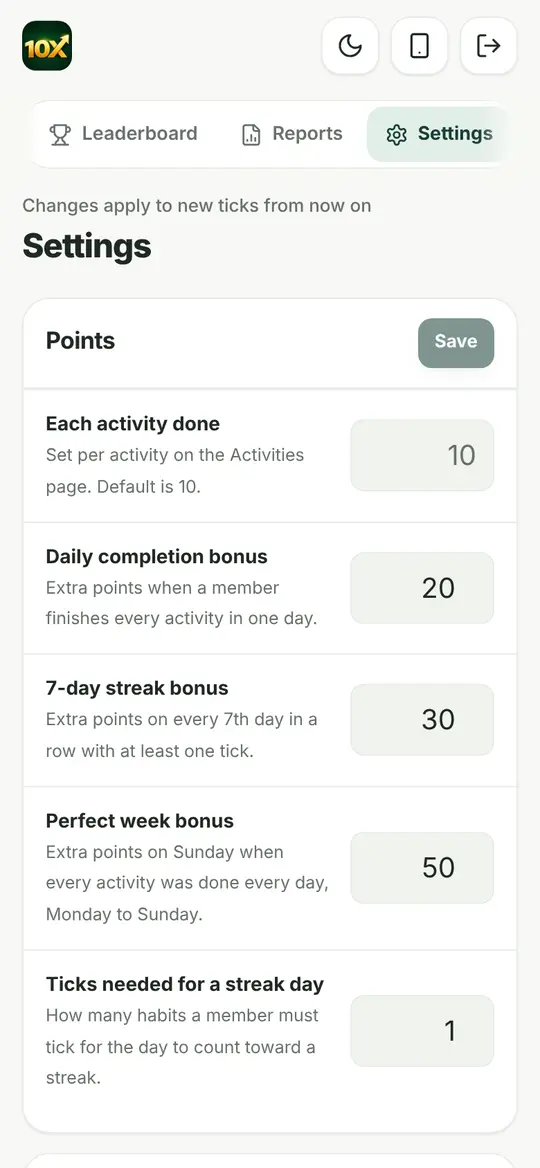 10X
Leaderboard
Reports
Settings
Changes apply to new ticks from now on
Settings
Points
Save
Each activity done
Set per activity on the Activities
page. Default is 10.
10
Daily completion bonus
Extra points when a member
finishes every activity in one day.
20
7-day streak bonus
Extra points on every 7th day in a
row with at least one tick.
30
Perfect week bonus
Extra points on Sunday when
every activity was done every day,
Monday to Sunday.
50
Ticks needed for a streak day
How many habits a member must
tick for the day to count toward a
streak.
1